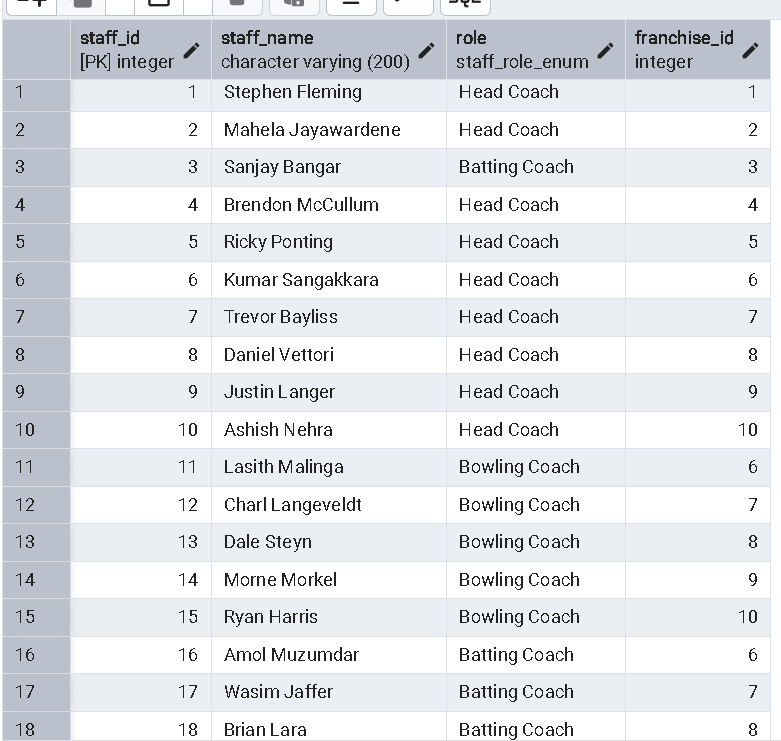 SQL
staff_id staff_name role franchise_id
[PK] integer character varying (200) staff_role_enum integer
1 1 Stephen Fleming Head Coach 1
2 2 Mahela Jayawardene Head Coach 2
3 3 Sanjay Bangar Batting Coach 3
4 4 Brendon McCullum Head Coach 4
5 5 Ricky Ponting Head Coach 5
6 6 Kumar Sangakkara Head Coach 6
7 7 Trevor Bayliss Head Coach 7
8 8 Daniel Vettori Head Coach 8
9 9 Justin Langer Head Coach 9
10 10 Ashish Nehra Head Coach 10
11 11 Lasith Malinga Bowling Coach 6
12 12 Charl Langeveldt Bowling Coach 7
13 13 Dale Steyn Bowling Coach 8
14 14 Morne Morkel Bowling Coach 9
15 15 Ryan Harris Bowling Coach 10
16 16 Amol Muzumdar Batting Coach 6
17 17 Wasim Jaffer Batting Coach 7
18 18 Brian Lara Batting Coach 8